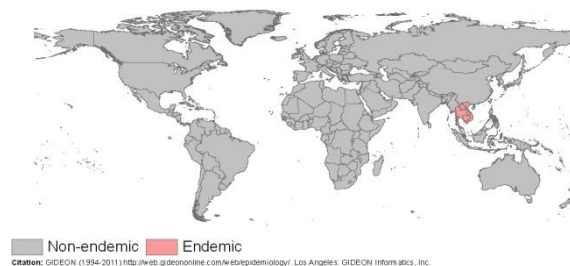 Non-endemic Endemic
Citation: GIDEON (1994-2011) http://web.gideononline.com/web/epidemiology/. Los Angeles: GIDEON Informatics, Inc.